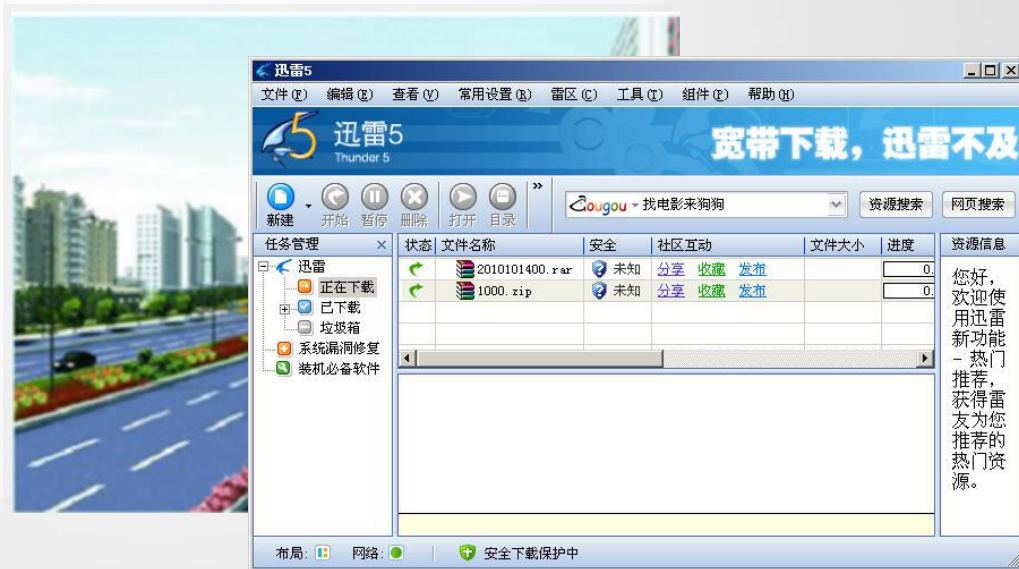 迅雷5
文件(F) 编辑(E) 查看(V) 常用设置(R) 雷区(C) 工具(T) 组件(P) 帮助(H)
迅雷5
Thunder 5
宽带下载，迅雷不及
新建 开始 暂停 删除 打开 目录 »
Gougou 找电影来狗狗 资源搜索 网页搜索
任务管理 ×
迅雷
正在下载
已下载
垃圾箱
系统漏洞修复
装机必备软件
状态 文件名称 安全 社区互动 文件大小 进度
2010101400.rar 未知 分享 收藏 发布 0.
1000.zip 未知 分享 收藏 发布 0.
资源信息
您好，
欢迎使
用迅雷
新功能
- 热门
推荐，
获得雷
友为您
推荐的
热门资
源。
布局: 网络: 安全下载保护中